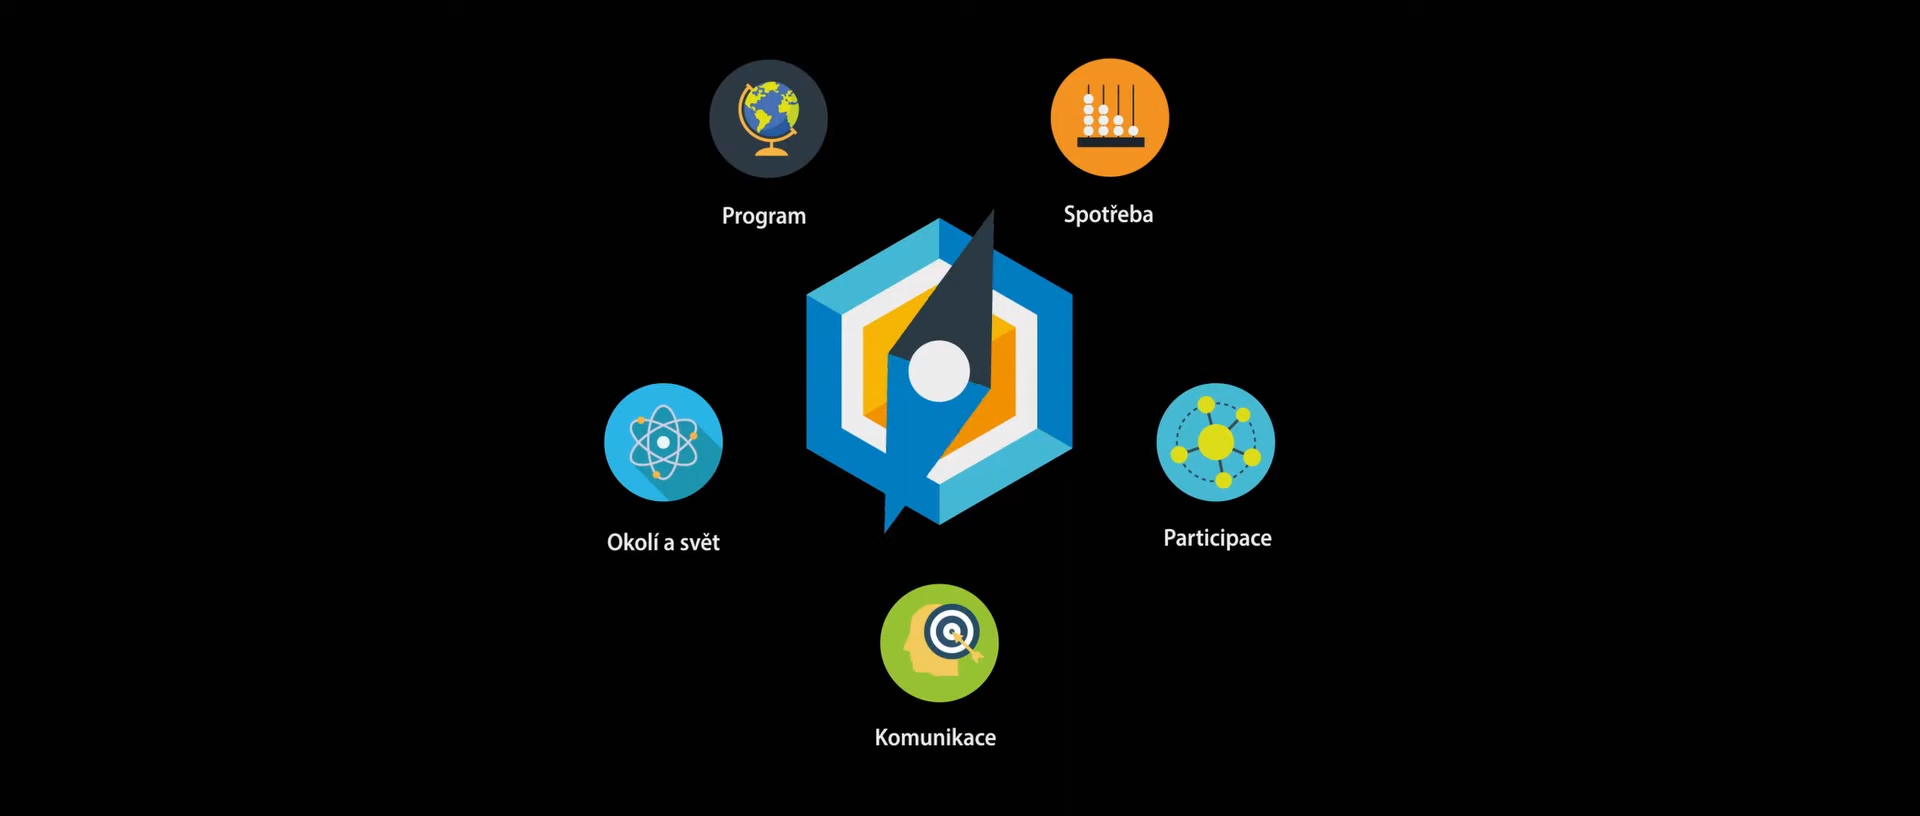 Program
Spotřeba
Okolí a svět
Participace
Komunikace